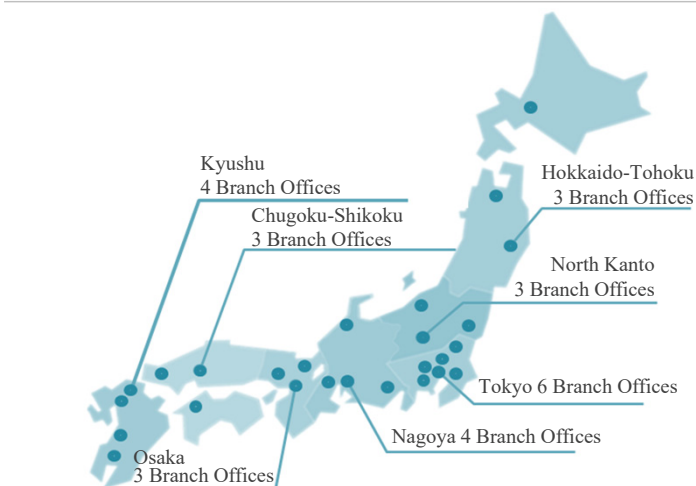 Kyushu
4 Branch Offices
Hokkaido-Tohoku
3 Branch Offices
Chugoku-Shikoku
3 Branch Offices
North Kanto
3 Branch Offices
Tokyo 6 Branch Offices
Nagoya 4 Branch Offices
Osaka
3 Branch Offices